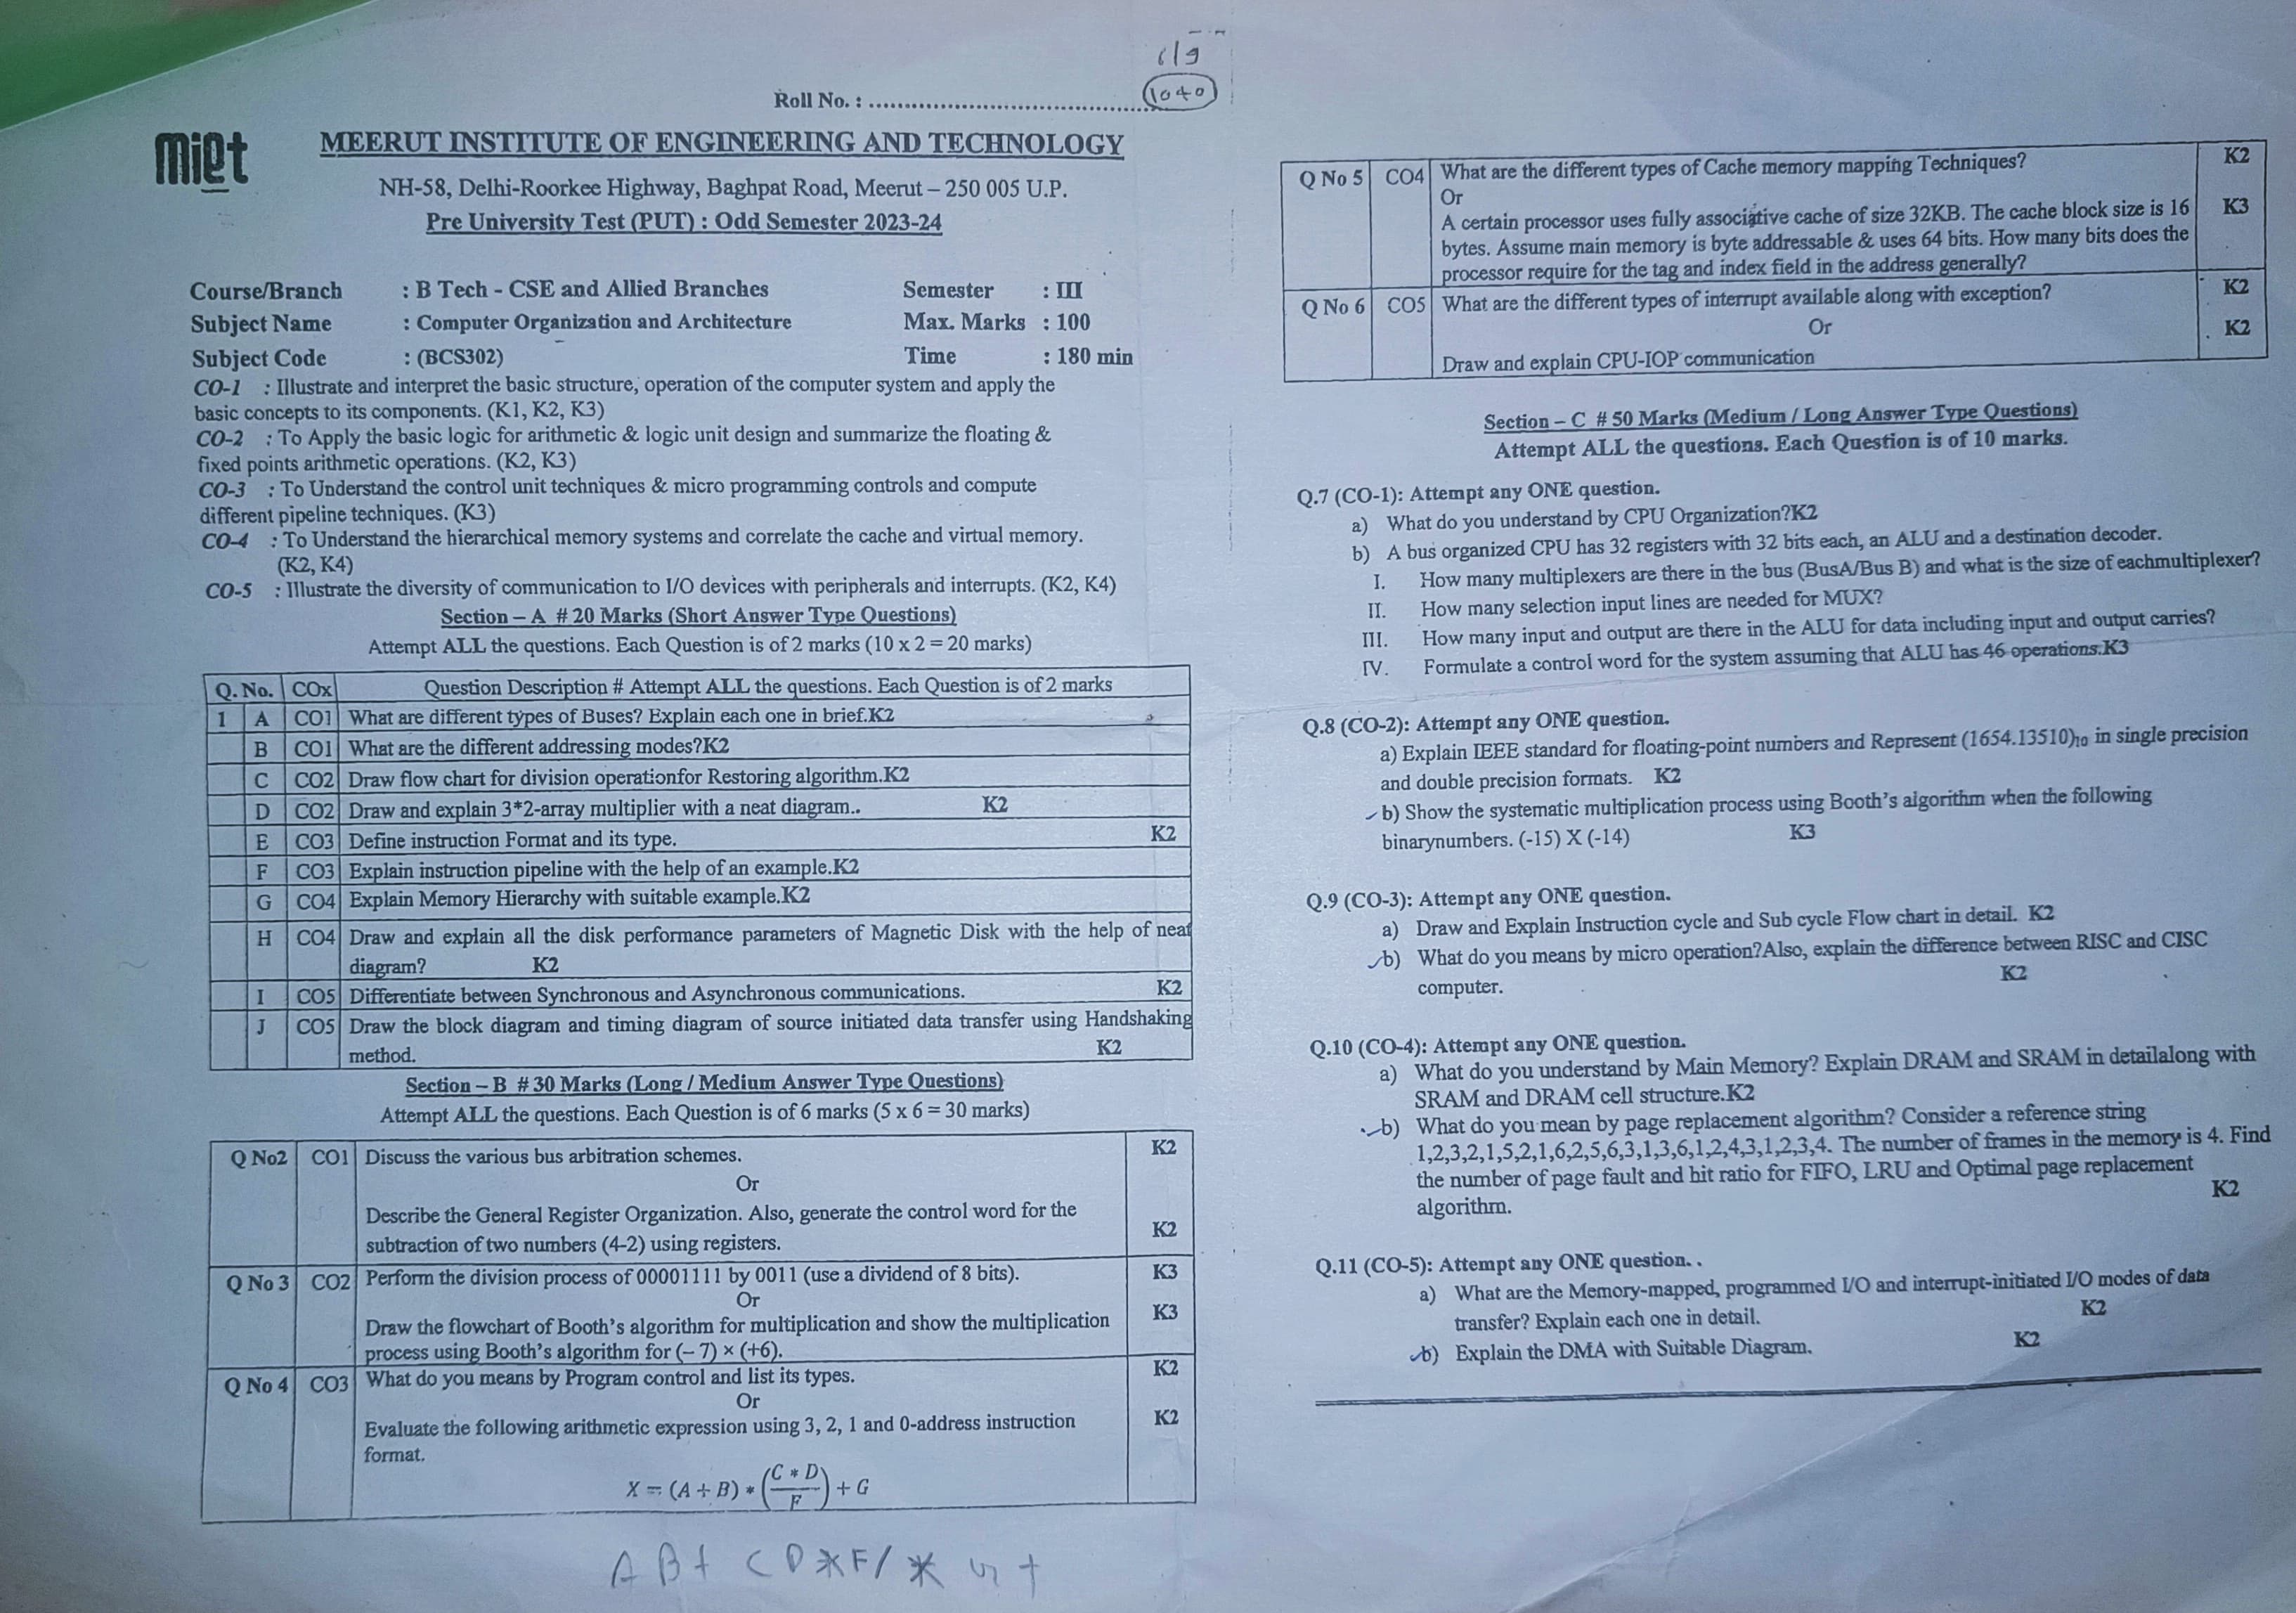 c/g
1040
Roll No. : ................................................
miet
MEERUT INSTITUTE OF ENGINEERING AND TECHNOLOGY
NH-58, Delhi-Roorkee Highway, Baghpat Road, Meerut – 250 005 U.P.
Pre University Test (PUT) : Odd Semester 2023-24
Course/Branch : B Tech - CSE and Allied Branches Semester : III
Subject Name : Computer Organization and Architecture Max. Marks : 100
Subject Code : (BCS302) Time : 180 min
CO-1 : Illustrate and interpret the basic structure, operation of the computer system and apply the
basic concepts to its components. (K1, K2, K3)
CO-2 : To Apply the basic logic for arithmetic & logic unit design and summarize the floating &
fixed points arithmetic operations. (K2, K3)
CO-3 : To Understand the control unit techniques & micro programming controls and compute
different pipeline techniques. (K3)
CO-4 : To Understand the hierarchical memory systems and correlate the cache and virtual memory.
(K2, K4)
CO-5 : Illustrate the diversity of communication to I/O devices with peripherals and interrupts. (K2, K4)
Section – A # 20 Marks (Short Answer Type Questions)
Attempt ALL the questions. Each Question is of 2 marks (10 x 2 = 20 marks)
Q. No. COx Question Description # Attempt ALL the questions. Each Question is of 2 marks
1 A CO1 What are different types of Buses? Explain each one in brief.K2
B CO1 What are the different addressing modes?K2
C CO2 Draw flow chart for division operationfor Restoring algorithm.K2
D CO2 Draw and explain 3*2-array multiplier with a neat diagram.. K2
E CO3 Define instruction Format and its type. K2
F CO3 Explain instruction pipeline with the help of an example.K2
G CO4 Explain Memory Hierarchy with suitable example.K2
H CO4 Draw and explain all the disk performance parameters of Magnetic Disk with the help of neat
diagram? K2
I CO5 Differentiate between Synchronous and Asynchronous communications. K2
J CO5 Draw the block diagram and timing diagram of source initiated data transfer using Handshaking
method. K2
Section – B # 30 Marks (Long / Medium Answer Type Questions)
Attempt ALL the questions. Each Question is of 6 marks (5 x 6 = 30 marks)
Q No2 CO1 Discuss the various bus arbitration schemes. K2
Or
Describe the General Register Organization. Also, generate the control word for the
subtraction of two numbers (4-2) using registers. K2
Q No 3 CO2 Perform the division process of 00001111 by 0011 (use a dividend of 8 bits). K3
Or
Draw the flowchart of Booth's algorithm for multiplication and show the multiplication K3
process using Booth's algorithm for (– 7) × (+6).
Q No 4 CO3 What do you means by Program control and list its types. K2
Or
Evaluate the following arithmetic expression using 3, 2, 1 and 0-address instruction K2
format.
X = (A + B) * (C * D / F) + G
A B + C D * F / * G +
Q No 5 CO4 What are the different types of Cache memory mapping Techniques? K2
Or
A certain processor uses fully associative cache of size 32KB. The cache block size is 16 K3
bytes. Assume main memory is byte addressable & uses 64 bits. How many bits does the
processor require for the tag and index field in the address generally?
Q No 6 CO5 What are the different types of interrupt available along with exception? K2
Or K2
Draw and explain CPU-IOP communication
Section – C # 50 Marks (Medium / Long Answer Type Questions)
Attempt ALL the questions. Each Question is of 10 marks.
Q.7 (CO-1): Attempt any ONE question.
a) What do you understand by CPU Organization?K2
b) A bus organized CPU has 32 registers with 32 bits each, an ALU and a destination decoder.
I. How many multiplexers are there in the bus (BusA/Bus B) and what is the size of eachmultiplexer?
II. How many selection input lines are needed for MUX?
III. How many input and output are there in the ALU for data including input and output carries?
IV. Formulate a control word for the system assuming that ALU has 46 operations.K3
Q.8 (CO-2): Attempt any ONE question.
a) Explain IEEE standard for floating-point numbers and Represent (1654.13510)10 in single precision
and double precision formats. K2
b) Show the systematic multiplication process using Booth's algorithm when the following
binarynumbers. (-15) X (-14) K3
Q.9 (CO-3): Attempt any ONE question.
a) Draw and Explain Instruction cycle and Sub cycle Flow chart in detail. K2
b) What do you means by micro operation?Also, explain the difference between RISC and CISC
computer. K2
Q.10 (CO-4): Attempt any ONE question.
a) What do you understand by Main Memory? Explain DRAM and SRAM in detailalong with
SRAM and DRAM cell structure.K2
b) What do you mean by page replacement algorithm? Consider a reference string
1,2,3,2,1,5,2,1,6,2,5,6,3,1,3,6,1,2,4,3,1,2,3,4. The number of frames in the memory is 4. Find
the number of page fault and hit ratio for FIFO, LRU and Optimal page replacement
algorithm. K2
Q.11 (CO-5): Attempt any ONE question. .
a) What are the Memory-mapped, programmed I/O and interrupt-initiated I/O modes of data
transfer? Explain each one in detail. K2
b) Explain the DMA with Suitable Diagram. K2